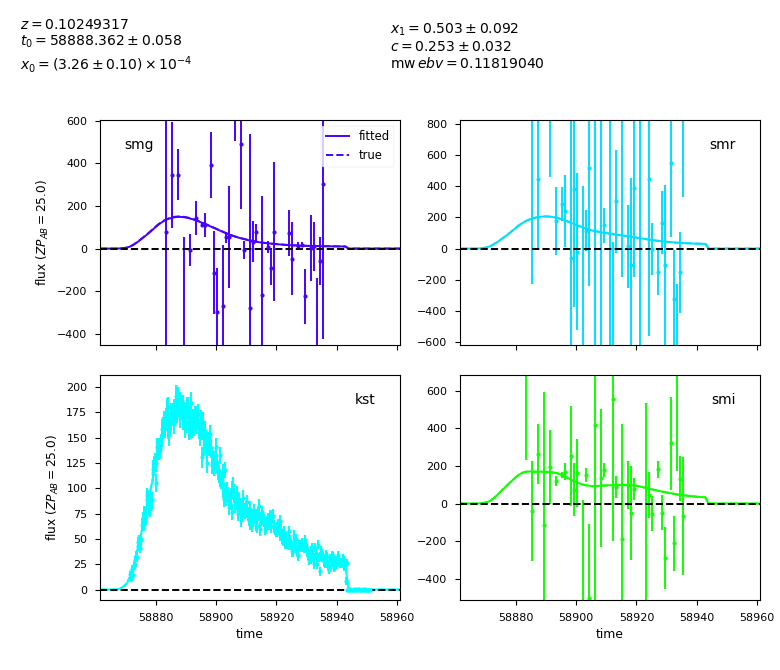 z = 0.10249317
t₀ = 58888.362 ± 0.058
x₀ = (3.26 ± 0.10) × 10⁻⁴
x₁ = 0.503 ± 0.092
c = 0.253 ± 0.032
mw ebv = 0.11819040
smg
fitted
true
600
400
200
0
−200
−400
flux (ZP_AB = 25.0)
smr
800
600
400
200
0
−200
−400
−600
kst
200
175
150
125
100
75
50
25
0
flux (ZP_AB = 25.0)
58880 58900 58920 58940 58960
time
smi
600
400
200
0
−200
−400
58880 58900 58920 58940 58960
time